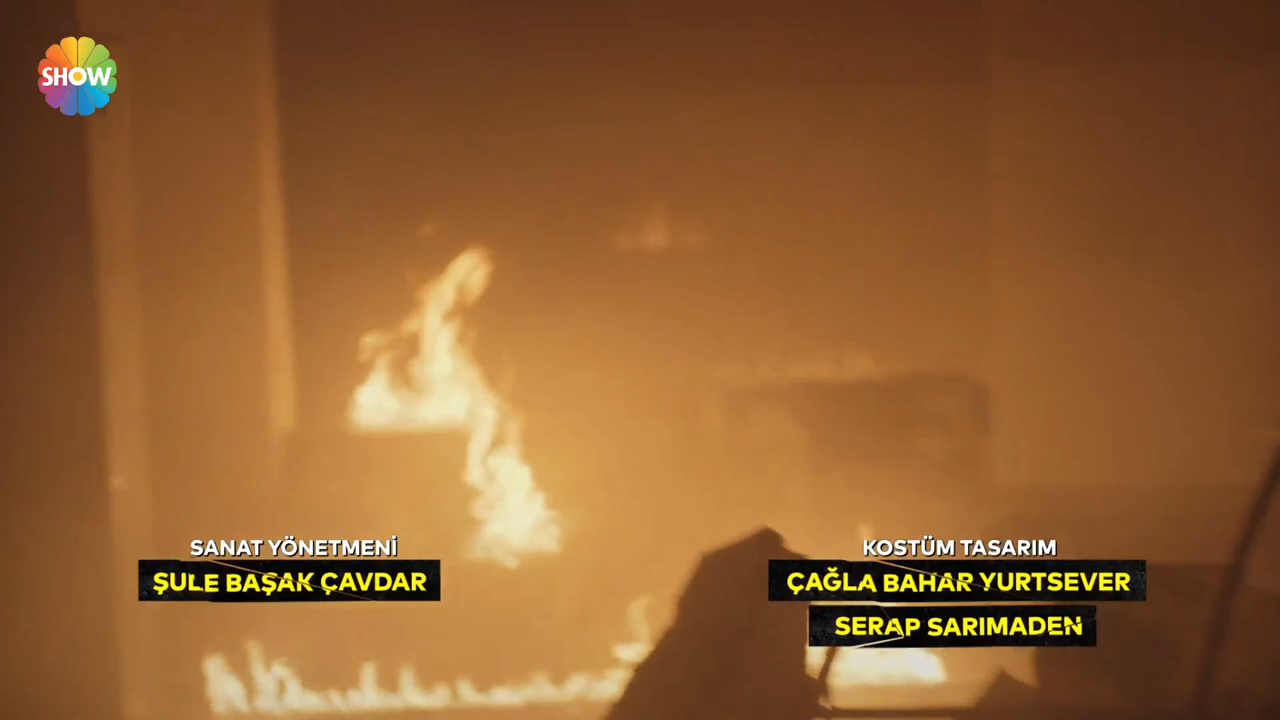 SHOW
SANAT YÖNETMENİ
ŞULE BAŞAK ÇAVDAR
KOSTÜM TASARIM
ÇAĞLA BAHAR YURTSEVER
SERAP SARIMADEN